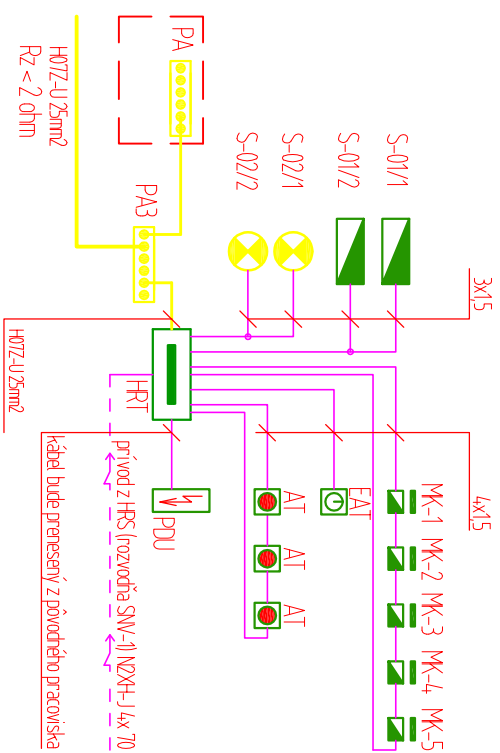 PA
H07Z-U 25mm2
Rz < 2 ohm
PA3
S-02/2
S-02/1
S-01/2
S-01/1
3x1,5
H07Z-U 25mm2
HRT
prívod z HRS (rozvodňa SNV-1) N2XH-J 4x 70
kábel bude prenesený z pôvodného pracoviska
PDU
AT
AT
AT
EAT
4x1,5
MK-1
MK-2
MK-3
MK-4
MK-5